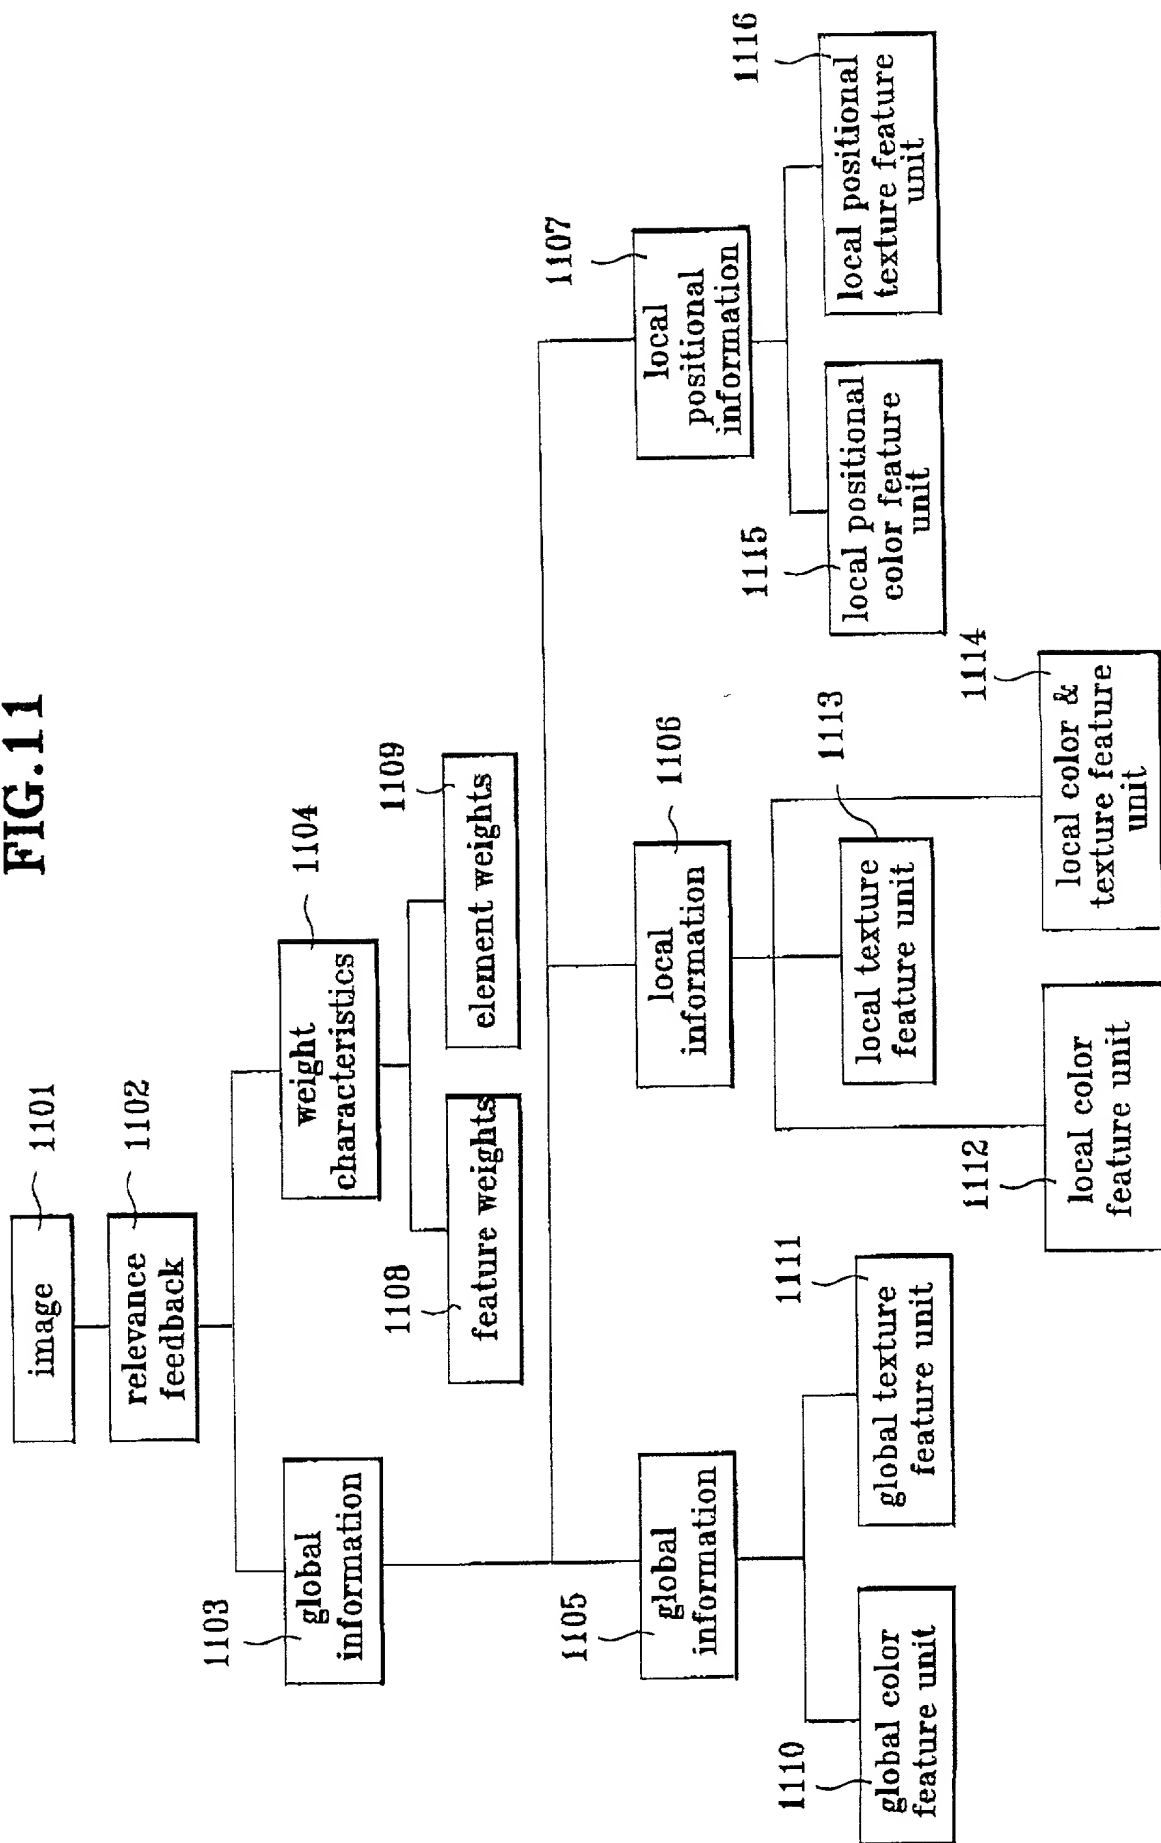 FIG.11
image
1101
relevance
feedback
1102
1103
global
information
weight
characteristics
1104
1108
feature weights
element weights
1109
1105
global
information
local
information
1106
local
positional
information
1107
1110
global color
feature unit
global texture
feature unit
1111
1112
local color
feature unit
local texture
feature unit
1113
local color &
texture feature
unit
1114
1115
local positional
color feature
unit
local positional
texture feature
unit
1116